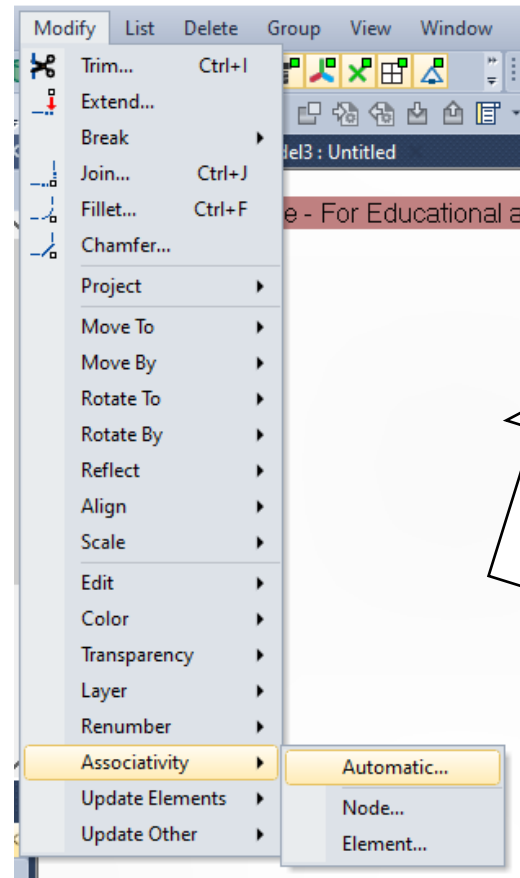 Modify List Delete Group View Window
Trim... Ctrl+I
Extend...
Break
del3 : Untitled
Join... Ctrl+J
Fillet... Ctrl+F
e - For Educational a
Chamfer...
Project
Move To
Move By
Rotate To
Rotate By
Reflect
Align
Scale
Edit
Color
Transparency
Layer
Renumber
Associativity
Automatic...
Update Elements
Node...
Update Other
Element...